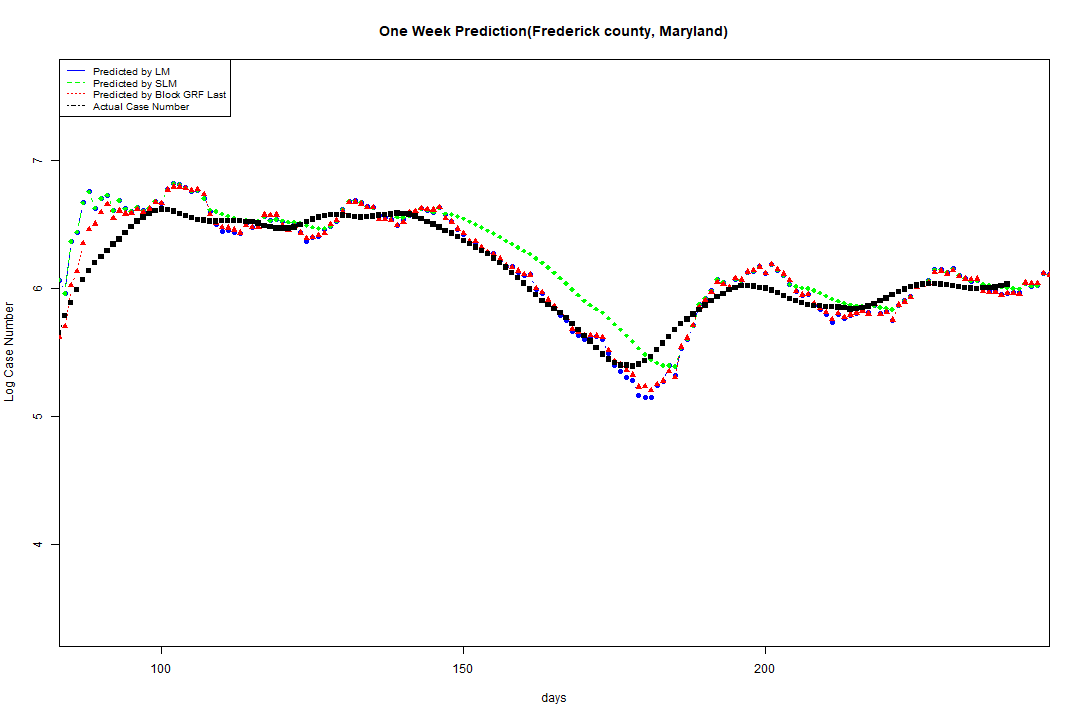 One Week Prediction(Frederick county, Maryland)
Predicted by LM
Predicted by SLM
Predicted by Block GRF Last
Actual Case Number
7
6
5
4
Log Case Number
100 150 200
days